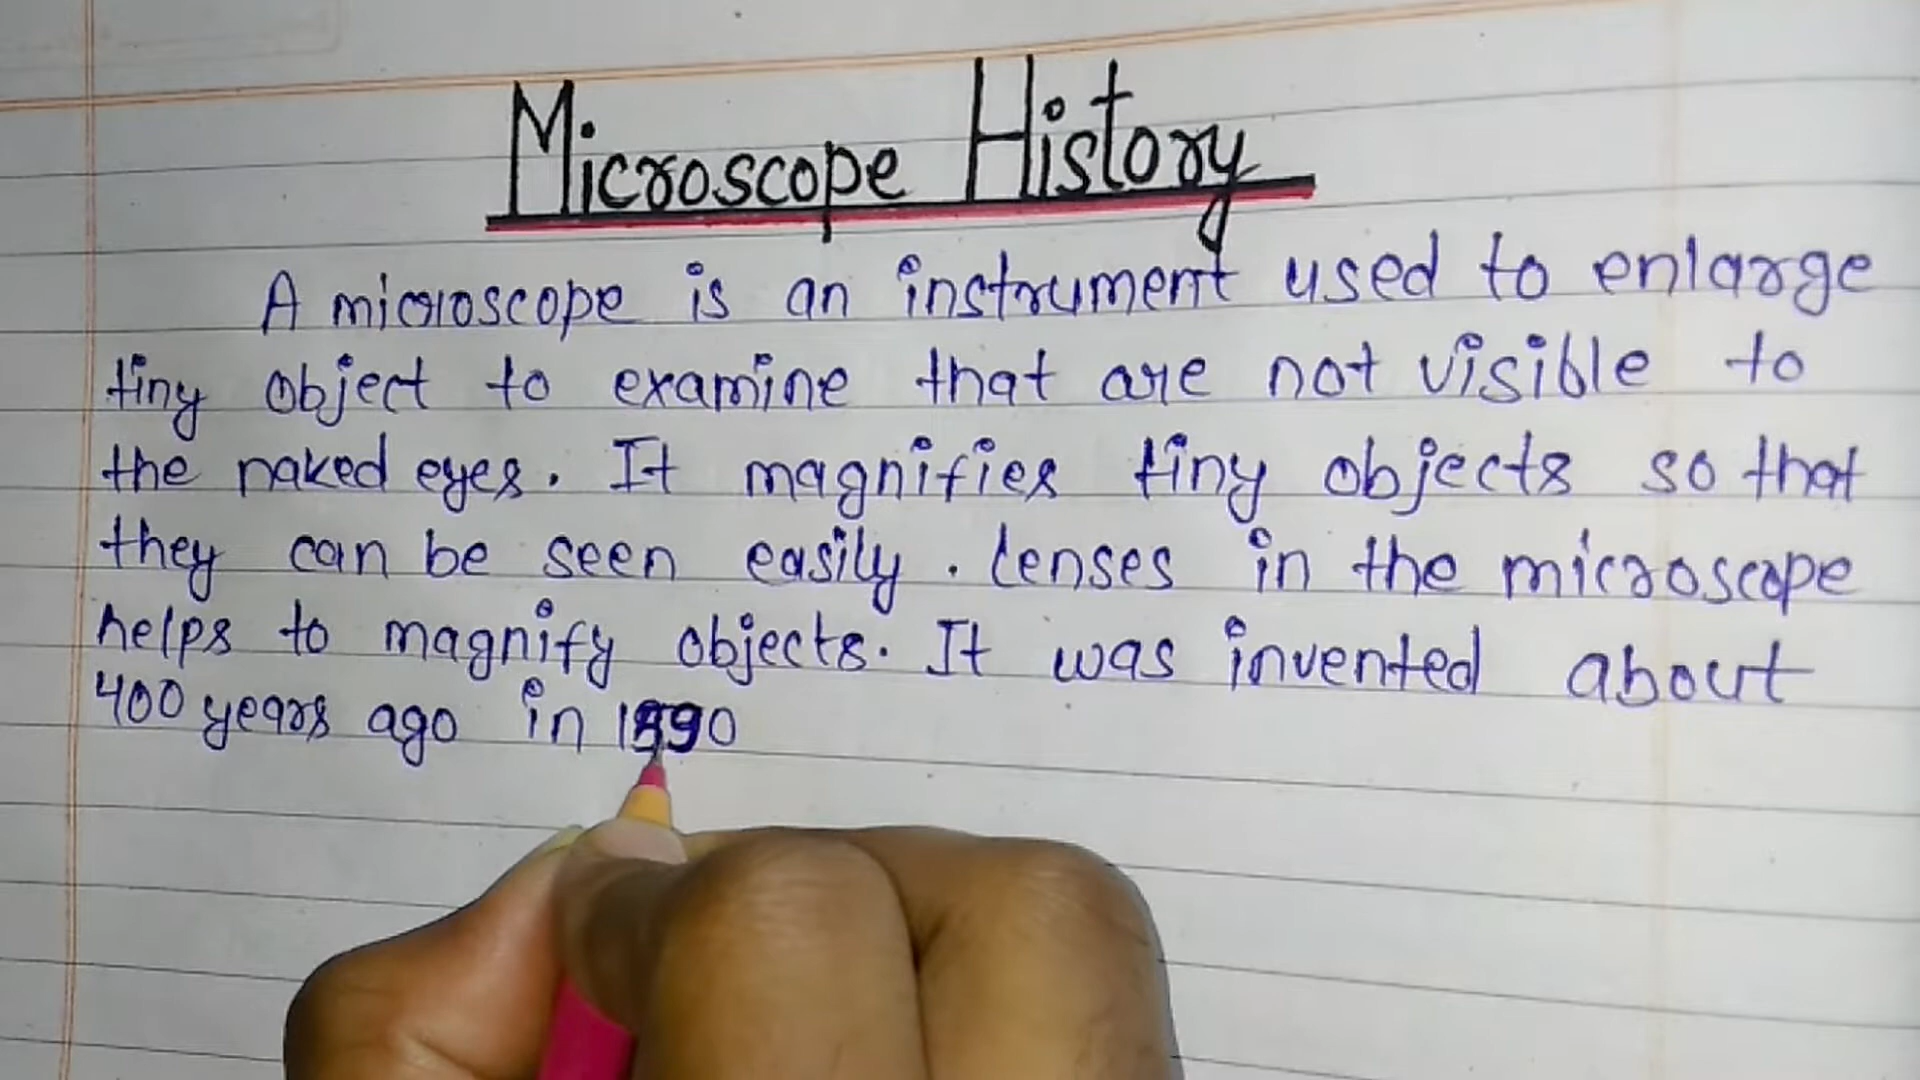 Microscope History
A microscope is an instrument used to enlarge
tiny object to examine that are not visible to
the naked eyes. It magnifies tiny objects so that
they can be seen easily. Lenses in the microscope
helps to magnify objects. It was invented about
400 years ago in 1590